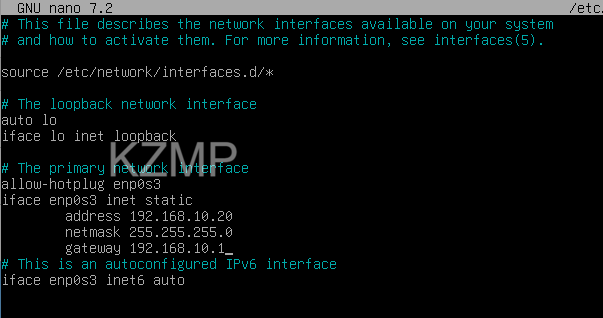 GNU nano 7.2 /etc
# This file describes the network interfaces available on your system
# and how to activate them. For more information, see interfaces(5).
source /etc/network/interfaces.d/*
# The loopback network interface
auto lo
iface lo inet loopback
KZMP
# The primary network interface
allow-hotplug enp0s3
iface enp0s3 inet static
address 192.168.10.20
netmask 255.255.255.0
gateway 192.168.10.1_
# This is an autoconfigured IPv6 interface
iface enp0s3 inet6 auto